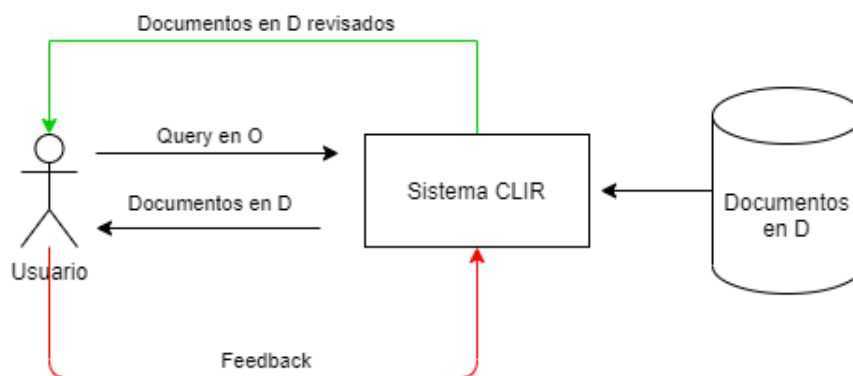 Documentos en D revisados
Query en O
Documentos en D
Sistema CLIR
Documentos
en D
Usuario
Feedback